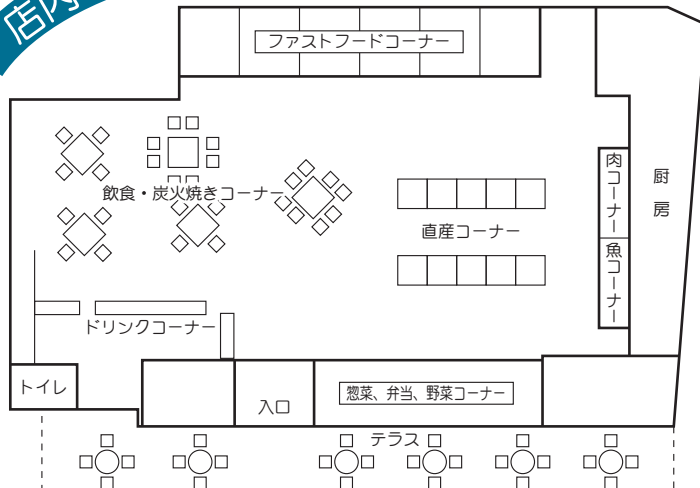 店内
ファストフードコーナー
飲食・炭火焼きコーナー
肉コーナー
厨房
直産コーナー
魚コーナー
ドリンクコーナー
トイレ
入口
惣菜、弁当、野菜コーナー
テラス